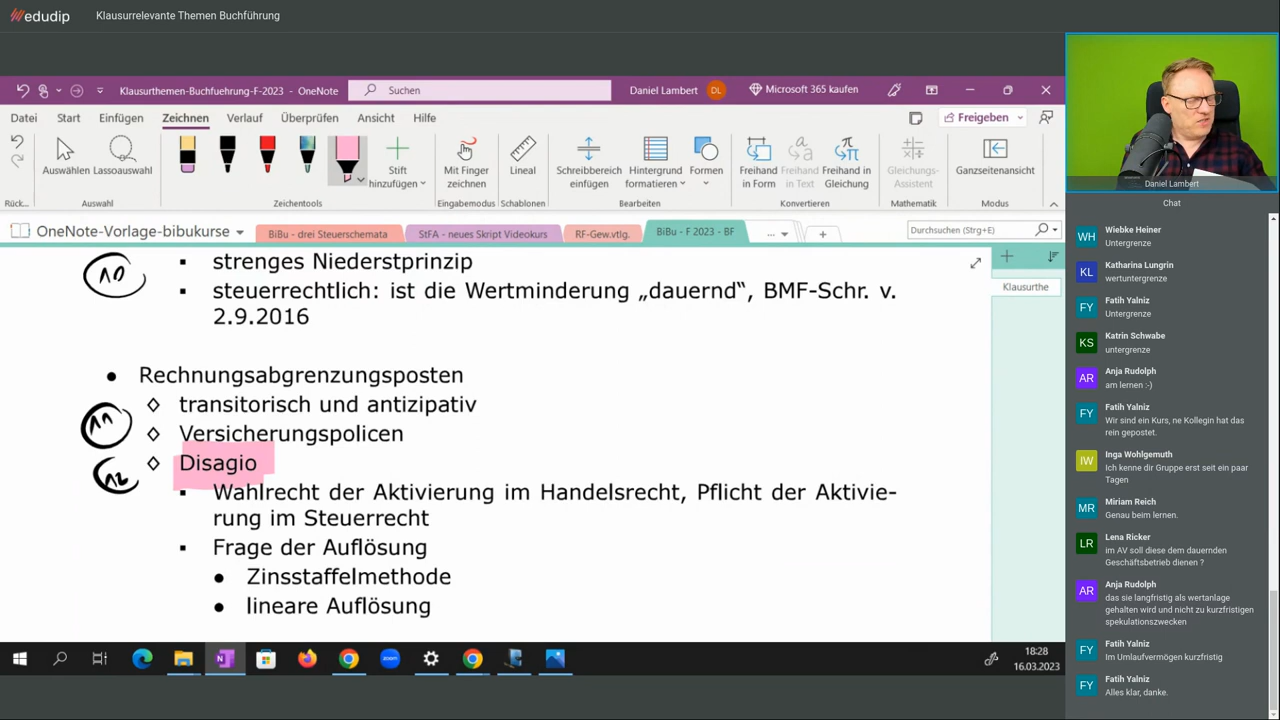 edudip
Klausurrelevante Themen Buchführung
Klausurthemen-Buchfuehrung-F-2023 - OneNote
Suchen
Daniel Lambert
DL
Microsoft 365 kaufen
Datei
Start
Einfügen
Zeichnen
Verlauf
Überprüfen
Ansicht
Hilfe
Freigeben
Auswählen
Lassoauswahl
Stift
hinzufügen
Mit Finger
zeichnen
Lineal
Schreibbereich
einfügen
Hintergrund
formatieren
Formen
Freihand
in Form
Freihand
in Text
Freihand in
Gleichung
Gleichungs-
Assistent
Ganzseitenansicht
Rück...
Auswahl
Zeichentools
Eingabemodus
Schablonen
Bearbeiten
Konvertieren
Mathematik
Modus
OneNote-Vorlage-bibukurse
BiBu - drei Steuerschemata
StFA - neues Skript Videokurs
RF-Gew.vtlg.
BiBu - F 2023 - BF
...
Durchsuchen (Strg+E)
Klausurthe
10
▪ strenges Niederstprinzip
▪ steuerrechtlich: ist die Wertminderung „dauernd“, BMF-Schr. v.
2.9.2016
● Rechnungsabgrenzungsposten
◊ transitorisch und antizipativ
11
◊ Versicherungspolicen
12
◊ Disagio
▪ Wahlrecht der Aktivierung im Handelsrecht, Pflicht der Aktivie-
rung im Steuerrecht
▪ Frage der Auflösung
● Zinsstaffelmethode
● lineare Auflösung
zoom
18:28
16.03.2023
Daniel Lambert
Chat
WH
Wiebke Heiner
Untergrenze
KL
Katharina Lungrin
wertuntergrenze
FY
Fatih Yalniz
Untergrenze
KS
Katrin Schwabe
untergrenze
AR
Anja Rudolph
am lernen :-)
FY
Fatih Yalniz
Wir sind ein Kurs, ne Kollegin hat das
rein gepostet.
IW
Inga Wohlgemuth
Ich kenne dir Gruppe erst seit ein paar
Tagen
MR
Miriam Reich
Genau beim lernen.
LR
Lena Ricker
im AV soll diese dem dauernden
Geschäftsbetrieb dienen ?
AR
Anja Rudolph
das sie langfristig als wertanlage
gehalten wird und nicht zu kurzfristigen
spekulationszwecken
FY
Fatih Yalniz
Im Umlaufvermögen kurzfristig
FY
Fatih Yalniz
Alles klar, danke.